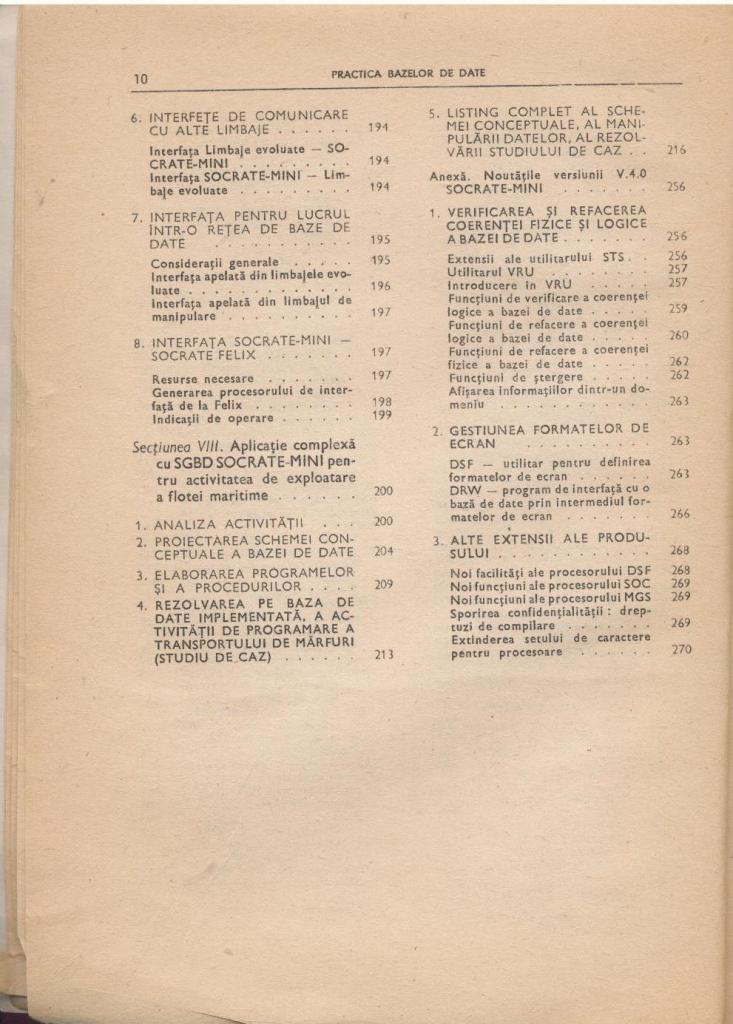 10
PRACTICA BAZELOR DE DATE
6. INTERFEȚE DE COMUNICARE
CU ALTE LIMBAJE . . . . . . 194
Interfața Limbaje evoluate — SO-
CRATE-MINI . . . . . . . . . 194
Interfața SOCRATE-MINI — Lim-
baje evoluate . . . . . . . . . 194
7. INTERFAȚA PENTRU LUCRUL
ÎNTR-O REȚEA DE BAZE DE
DATE . . . . . . . . . . . 195
Considerații generale . . . . . 195
Interfața apelată din limbajele evo-
luate . . . . . . . . . . . . . 196
Interfața apelată din limbajul de
manipulare . . . . . . . . . . 197
8. INTERFAȚA SOCRATE-MINI —
SOCRATE FELIX . . . . . . . 197
Resurse necesare . . . . . . . 197
Generarea procesorului de inter-
față de la Felix . . . . . . . . 198
Indicații de operare . . . . . . 199
Secțiunea VIII. Aplicație complexă
cu SGBD SOCRATE-MINI pen-
tru activitatea de exploatare
a flotei maritime . . . . . . 200
1. ANALIZA ACTIVITĂȚII . . . 200
2. PROIECTAREA SCHEMEI CON-
CEPTUALE A BAZEI DE DATE 204
3. ELABORAREA PROGRAMELOR
ȘI A PROCEDURILOR . . . . 209
4. REZOLVAREA PE BAZA DE
DATE IMPLEMENTATĂ, A AC-
TIVITĂȚII DE PROGRAMARE A
TRANSPORTULUI DE MĂRFURI
(STUDIU DE CAZ) . . . . . . 213
5. LISTING COMPLET AL SCHE-
MEI CONCEPTUALE, AL MANI-
PULĂRII DATELOR, AL REZOL-
VĂRII STUDIULUI DE CAZ . . 216
Anexă. Noutățile versiunii V.4.0
SOCRATE-MINI . . . . . . . 256
1. VERIFICAREA ȘI REFACEREA
COERENȚEI FIZICE ȘI LOGICE
A BAZEI DE DATE . . . . . . . 256
Extensii ale utilitarului STS . . 256
Utilitarul VRU . . . . . . . . 257
Introducere în VRU . . . . . . 257
Funcțiuni de verificare a coerenței
logice a bazei de date . . . . . 259
Funcțiuni de refacere a coerenței
logice a bazei de date . . . . . 260
Funcțiuni de refacere a coerenței
fizice a bazei de date . . . . . 262
Funcțiuni de ștergere . . . . . 262
Afișarea informațiilor dintr-un do-
meniu . . . . . . . . . . . . . 263
2. GESTIUNEA FORMATELOR DE
ECRAN . . . . . . . . . . 263
DSF — utilitar pentru definirea
formatelor de ecran . . . . . . 263
DRW — program de interfață cu o
bază de date prin intermediul for-
matelor de ecran . . . . . . . 266
3. ALTE EXTENSII ALE PRODU-
SULUI . . . . . . . . . . . . 268
Noi facilități ale procesorului DSF 268
Noi funcțiuni ale procesorului SOC 269
Noi funcțiuni ale procesorului MGS 269
Sporirea confidențialității : drep-
tuzi de compilare . . . . . . . 269
Extinderea setului de caractere
pentru procesoare . . . . . . 270